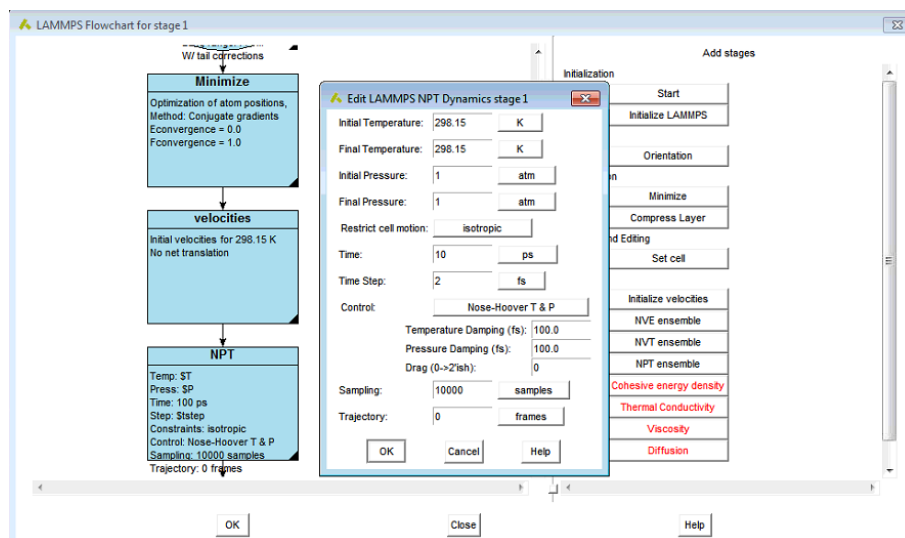 LAMMPS Flowchart for stage 1
W/ tail corrections
Minimize
Optimization of atom positions,
Method: Conjugate gradients
Econvergence = 0.0
Fconvergence = 1.0
velocities
Initial velocities for 298.15 K
No net translation
NPT
Temp: $T
Press: $P
Time: 100 ps
Step: $tstep
Constraints: isotropic
Control: Nose-Hoover T & P
Sampling: 10000 samples
Trajectory: 0 frames
Edit LAMMPS NPT Dynamics stage 1
Initial Temperature: 298.15 K
Final Temperature: 298.15 K
Initial Pressure: 1 atm
Final Pressure: 1 atm
Restrict cell motion: isotropic
Time: 10 ps
Time Step: 2 fs
Control: Nose-Hoover T & P
Temperature Damping (fs): 100.0
Pressure Damping (fs): 100.0
Drag (0->2'ish): 0
Sampling: 10000 samples
Trajectory: 0 frames
OK Cancel Help
Add stages
Initialization
Start
Initialize LAMMPS
Orientation
on
Minimize
Compress Layer
nd Editing
Set cell
Initialize velocities
NVE ensemble
NVT ensemble
NPT ensemble
Cohesive energy density
Thermal Conductivity
Viscosity
Diffusion
OK Close Help